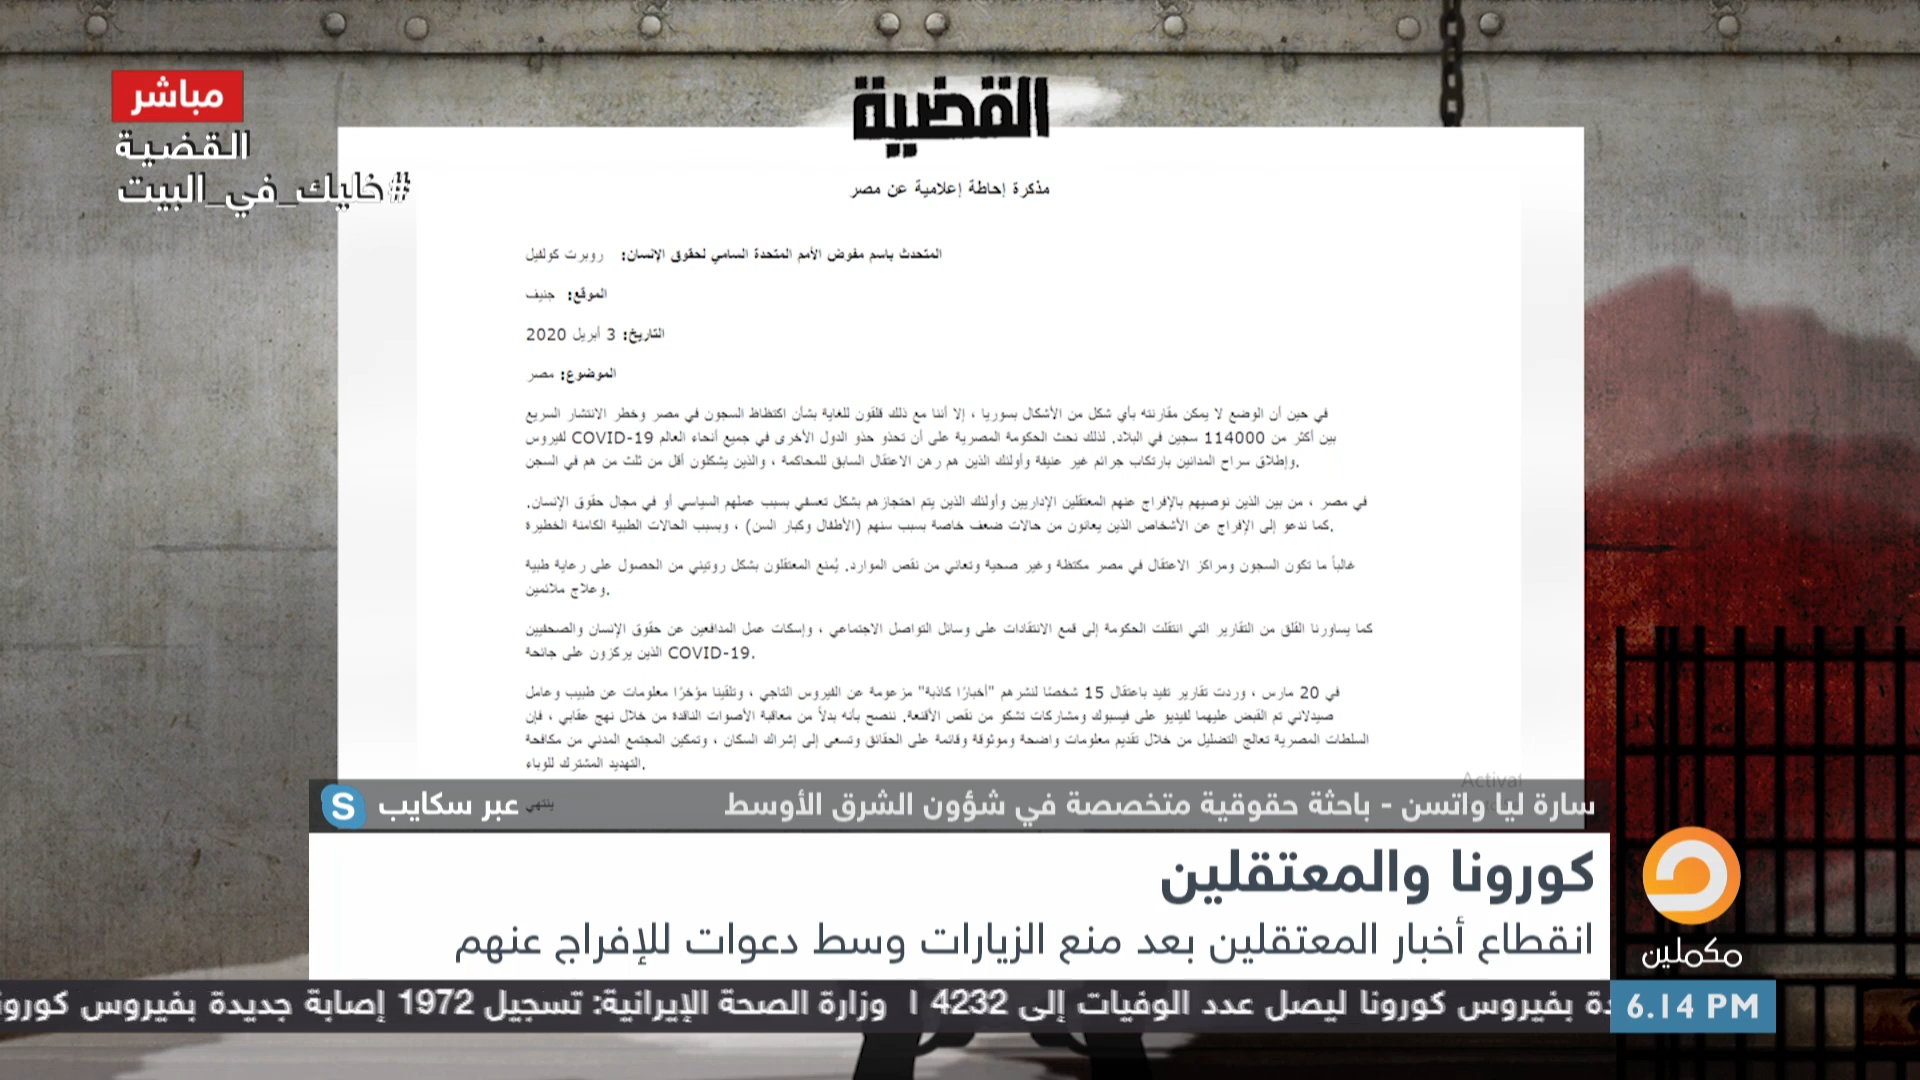 مباشر
القضية
#خليك_في_البيت
القضية
مذكرة إحاطة إعلامية عن مصر
المتحدث باسم مفوض الأمم المتحدة السامي لحقوق الإنسان: روبرت كولفيل
الموقع: جنيف
التاريخ: 3 أبريل 2020
الموضوع: مصر
في حين أن الوضع لا يمكن مقارنته بأي شكل من الأشكال بسوريا ، إلا أننا مع ذلك قلقون للغاية بشأن اكتظاظ السجون في مصر وخطر الانتشار السريع
لفيروس COVID-19 بين أكثر من 114000 سجين في البلاد. لذلك نحث الحكومة المصرية على أن تحذو حذو الدول الأخرى في جميع أنحاء العالم
وإطلاق سراح المدانين بارتكاب جرائم غير عنيفة وأولئك الذين هم رهن الاعتقال السابق للمحاكمة ، والذين يشكلون أقل من ثلث من هم في السجن.
في مصر ، من بين الذين نوصيهم بالإفراج عنهم المعتقلين الإداريين وأولئك الذين يتم احتجازهم بشكل تعسفي بسبب عملهم السياسي أو في مجال حقوق الإنسان.
كما ندعو إلى الإفراج عن الأشخاص الذين يعانون من حالات ضعف خاصة بسبب سنهم (الأطفال وكبار السن) ، وبسبب الحالات الطبية الكامنة الخطيرة.
غالباً ما تكون السجون ومراكز الاعتقال في مصر مكتظة وغير صحية وتعاني من نقص الموارد. يُمنع المعتقلون بشكل روتيني من الحصول على رعاية طبية
وعلاج ملائمين.
كما يساورنا القلق من التقارير التي انتقلت الحكومة إلى قمع الانتقادات على وسائل التواصل الاجتماعي ، وإسكات عمل المدافعين عن حقوق الإنسان والصحفيين
الذين يركزون على جائحة COVID-19.
في 20 مارس ، وردت تقارير تفيد باعتقال 15 شخصًا لنشرهم "أخبارًا كاذبة" مزعومة عن الفيروس التاجي ، وتلقينا مؤخرًا معلومات عن طبيب وعامل
صيدلاني تم القبض عليهما لفيديو على فيسبوك ومشاركات تشكو من نقص الأقنعة. ننصح بأنه بدلاً من معاقبة الأصوات الناقدة من خلال نهج عقابي ، فإن
السلطات المصرية تعالج التضليل من خلال تقديم معلومات واضحة وموثوقة وقائمة على الحقائق وتسعى إلى إشراك السكان ، وتمكين المجتمع المدني من مكافحة
التهديد المشترك للوباء.
ينتهي
Activat
سارة ليا واتسن - باحثة حقوقية متخصصة في شؤون الشرق الأوسط
عبر سكايب
كورونا والمعتقلين
انقطاع أخبار المعتقلين بعد منع الزيارات وسط دعوات للإفراج عنهم
مكملين
دة بفيروس كورونا ليصل عدد الوفيات إلى 4232 | وزارة الصحة الإيرانية: تسجيل 1972 إصابة جديدة بفيروس كورونا
6.14 PM